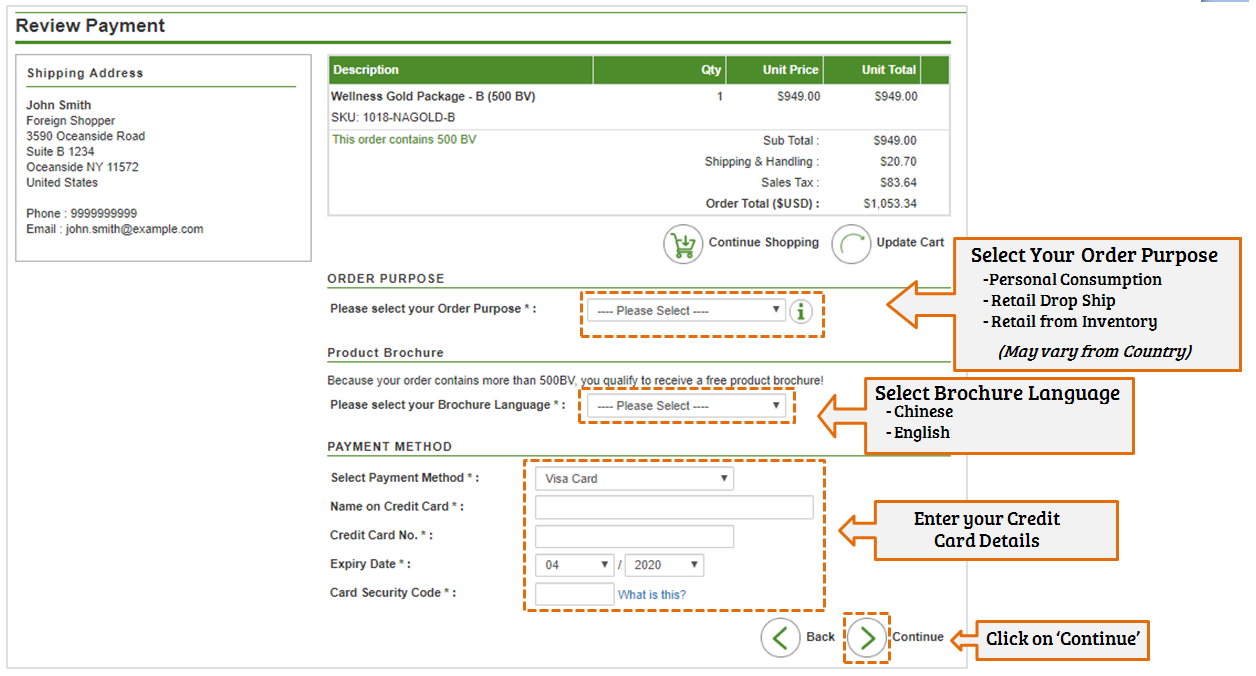 Review Payment
Shipping Address
John Smith
Foreign Shopper
3590 Oceanside Road
Suite B 1234
Oceanside NY 11572
United States
Phone : 9999999999
Email : john.smith@example.com
Description Qty Unit Price Unit Total
Wellness Gold Package - B (500 BV) 1 $949.00 $949.00
SKU: 1018-NAGOLD-B
This order contains 500 BV Sub Total : $949.00
Shipping & Handling : $20.70
Sales Tax : $83.64
Order Total ($USD) : $1,053.34
Continue Shopping Update Cart
ORDER PURPOSE
Please select your Order Purpose * : ---- Please Select ----
Select Your Order Purpose
-Personal Consumption
-Retail Drop Ship
-Retail from Inventory
(May vary from Country)
Product Brochure
Because your order contains more than 500BV, you qualify to receive a free product brochure!
Please select your Brochure Language * : ---- Please Select ----
Select Brochure Language
-Chinese
-English
PAYMENT METHOD
Select Payment Method * : Visa Card
Name on Credit Card * :
Credit Card No. * :
Expiry Date * : 04 / 2020
Card Security Code * : What is this?
Enter your Credit
Card Details
Back Continue
Click on ‘Continue’